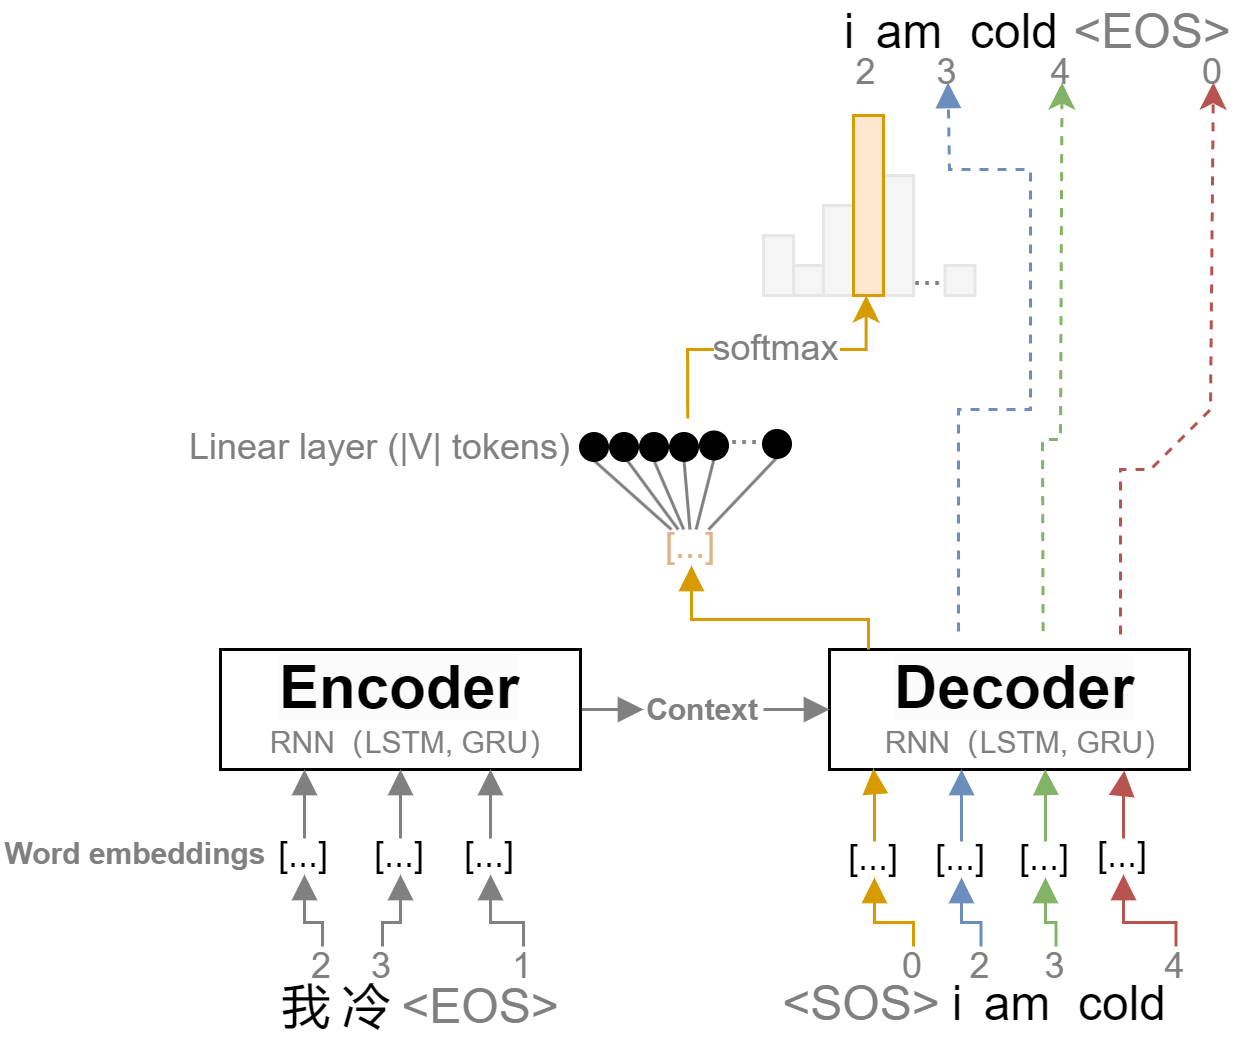 i am cold <EOS>
2 3 4 0
...
softmax
Linear layer (|V| tokens) ...
[...]
Encoder
RNN (LSTM, GRU)
Context
Decoder
RNN (LSTM, GRU)
Word embeddings [...] [...] [...]
[...] [...] [...] [...]
2 3 1
0 2 3 4
我 冷 <EOS>
<SOS> i am cold